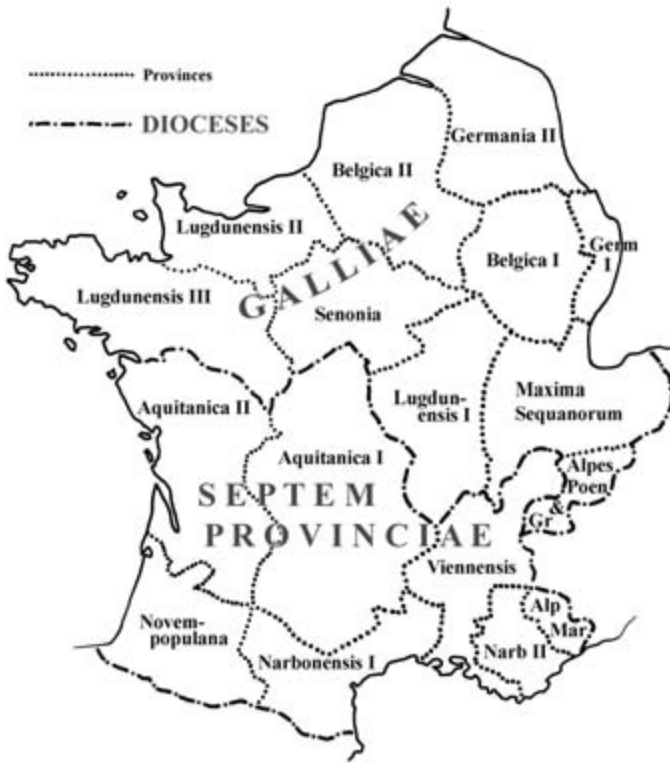 Provinces
DIOCESES
Germania II
Belgica II
Lugdunensis II
GALLIAE
Belgica I
Germ
I
Lugdunensis III
Senonia
Aquitanica II
Lugdun-
ensis I
Maxima
Sequanorum
Aquitanica I
Alpes
Poen
&
Gr
SEPTEM
PROVINCIAE
Viennensis
Novem-
populana
Alp
Mar
Narb II
Narbonensis I